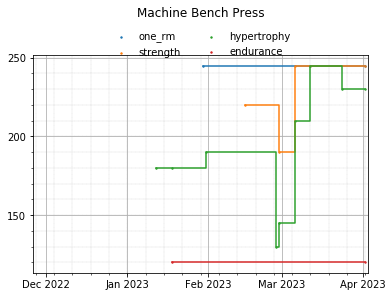 Machine Bench Press
one_rm
strength
hypertrophy
endurance
250
200
150
Dec 2022 Jan 2023 Feb 2023 Mar 2023 Apr 2023